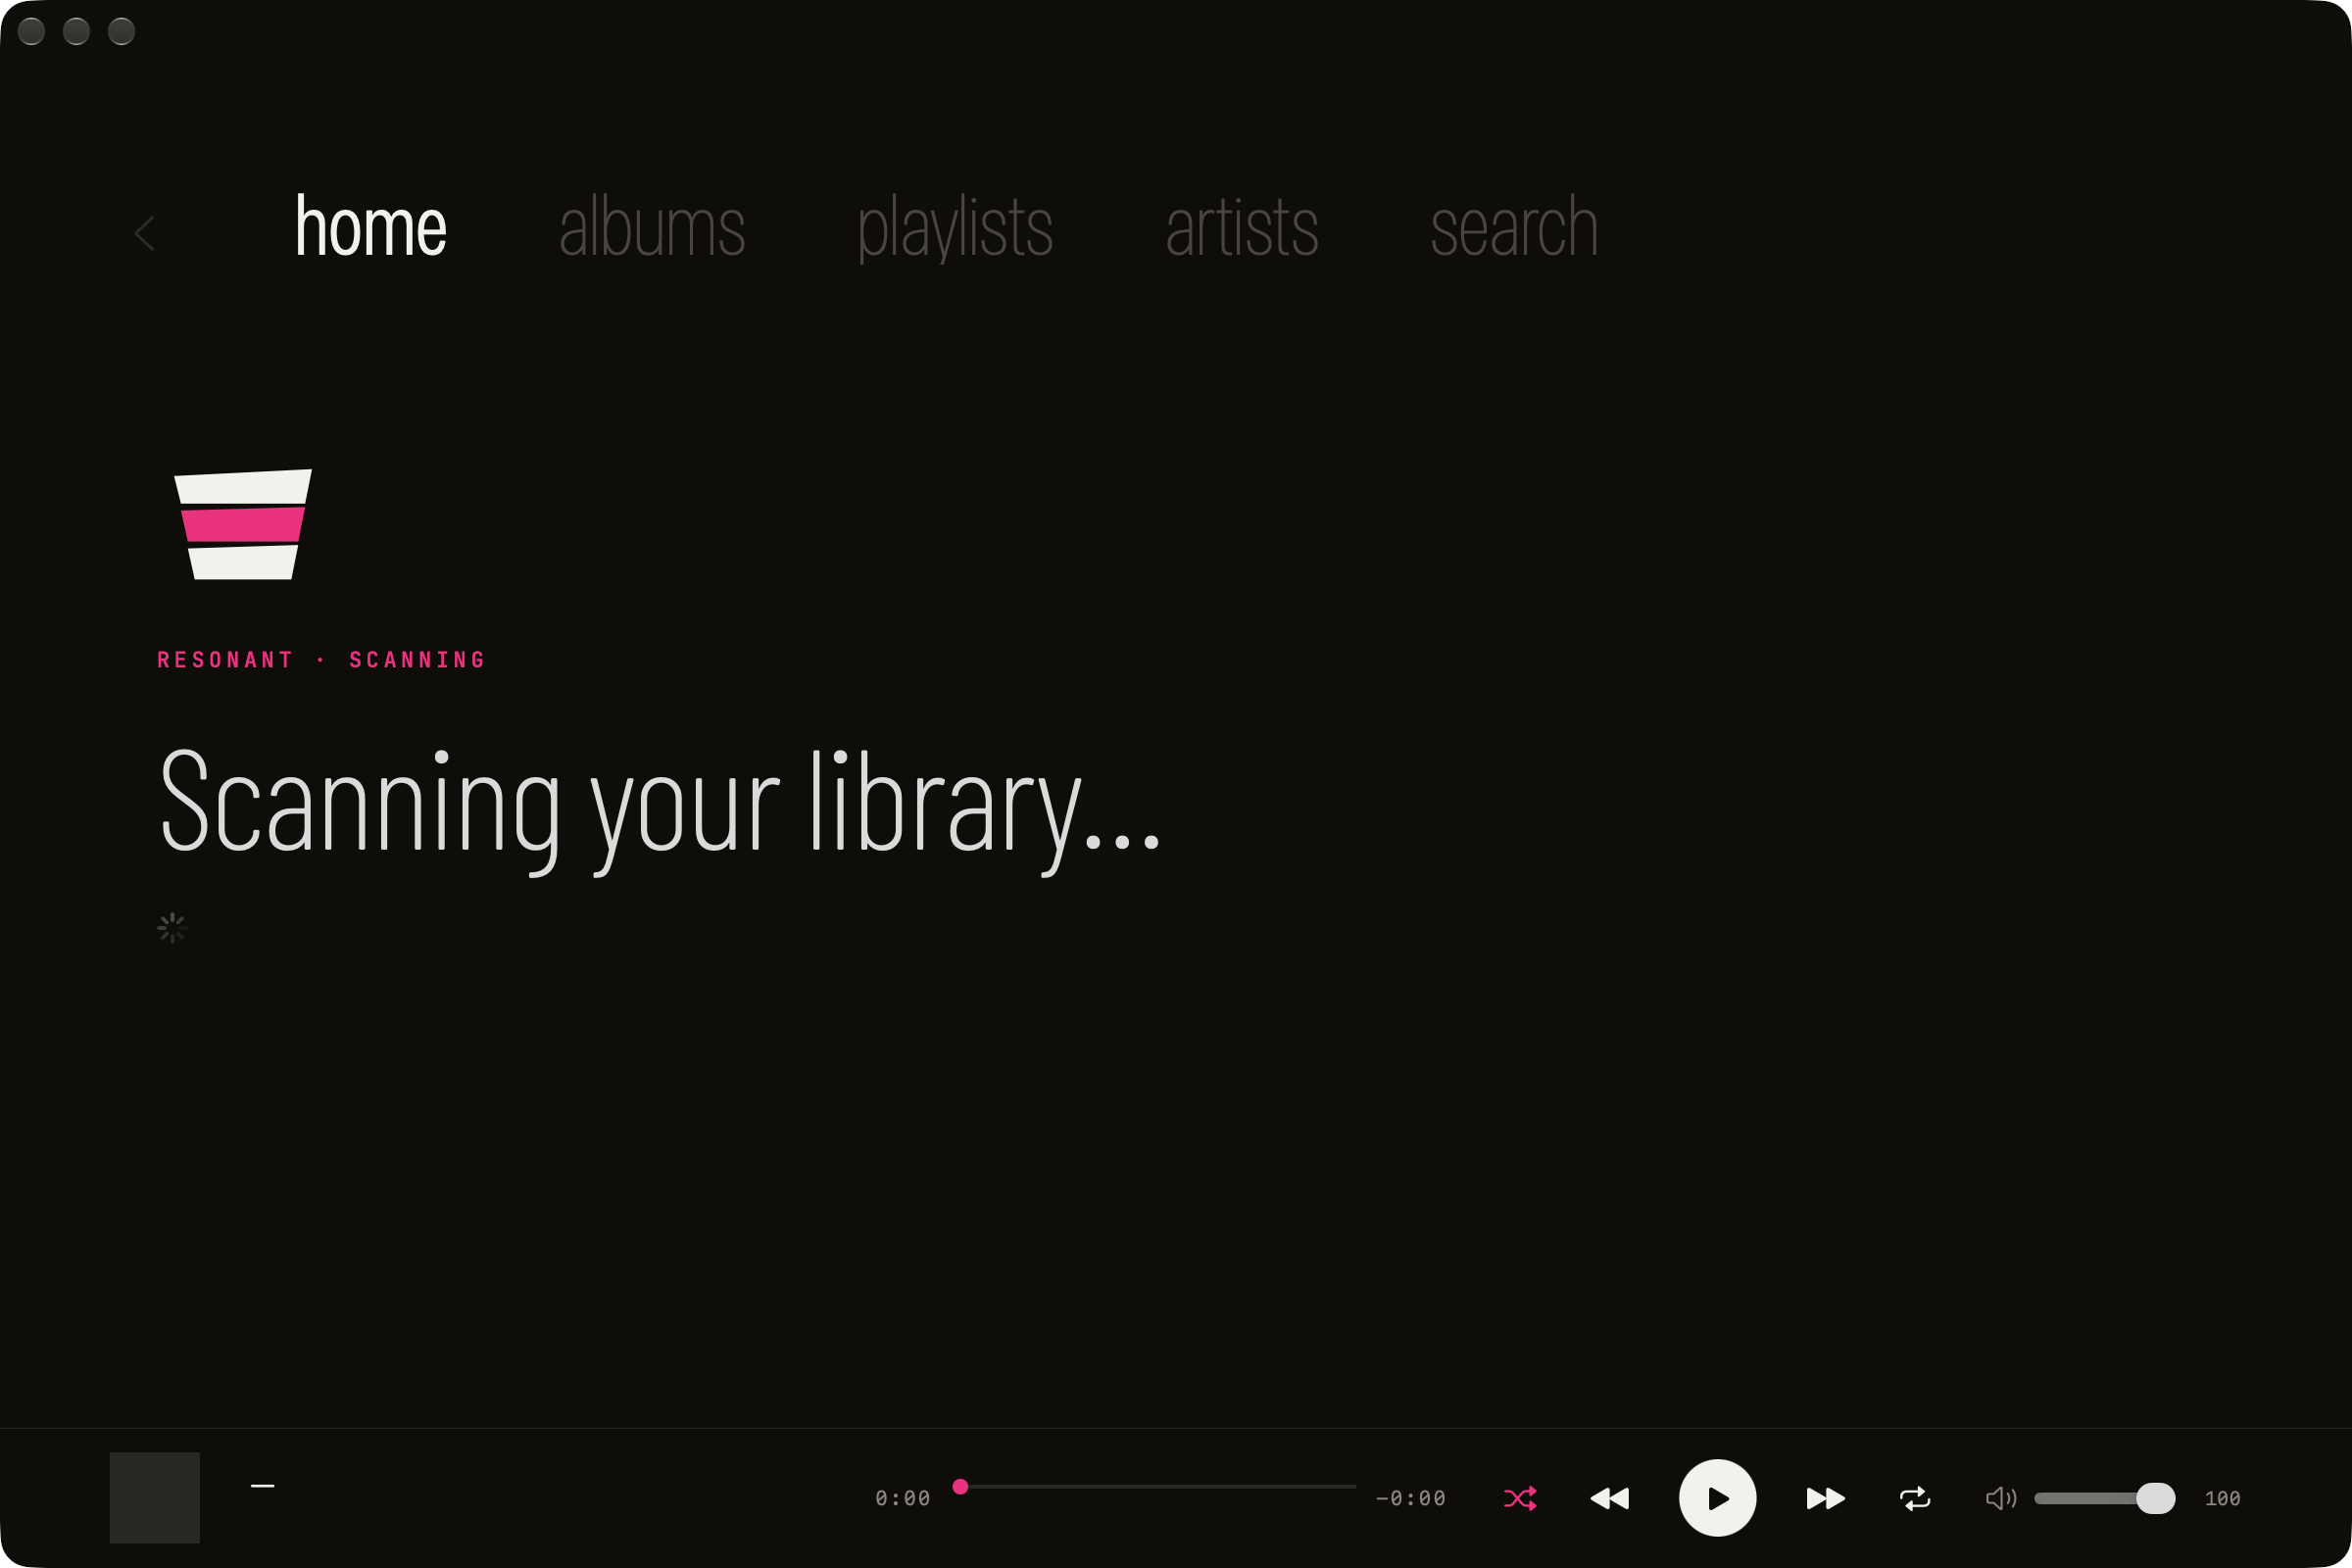 home albums playlists artists search
RESONANT · SCANNING
Scanning your library...
—
0:00 −0:00 100